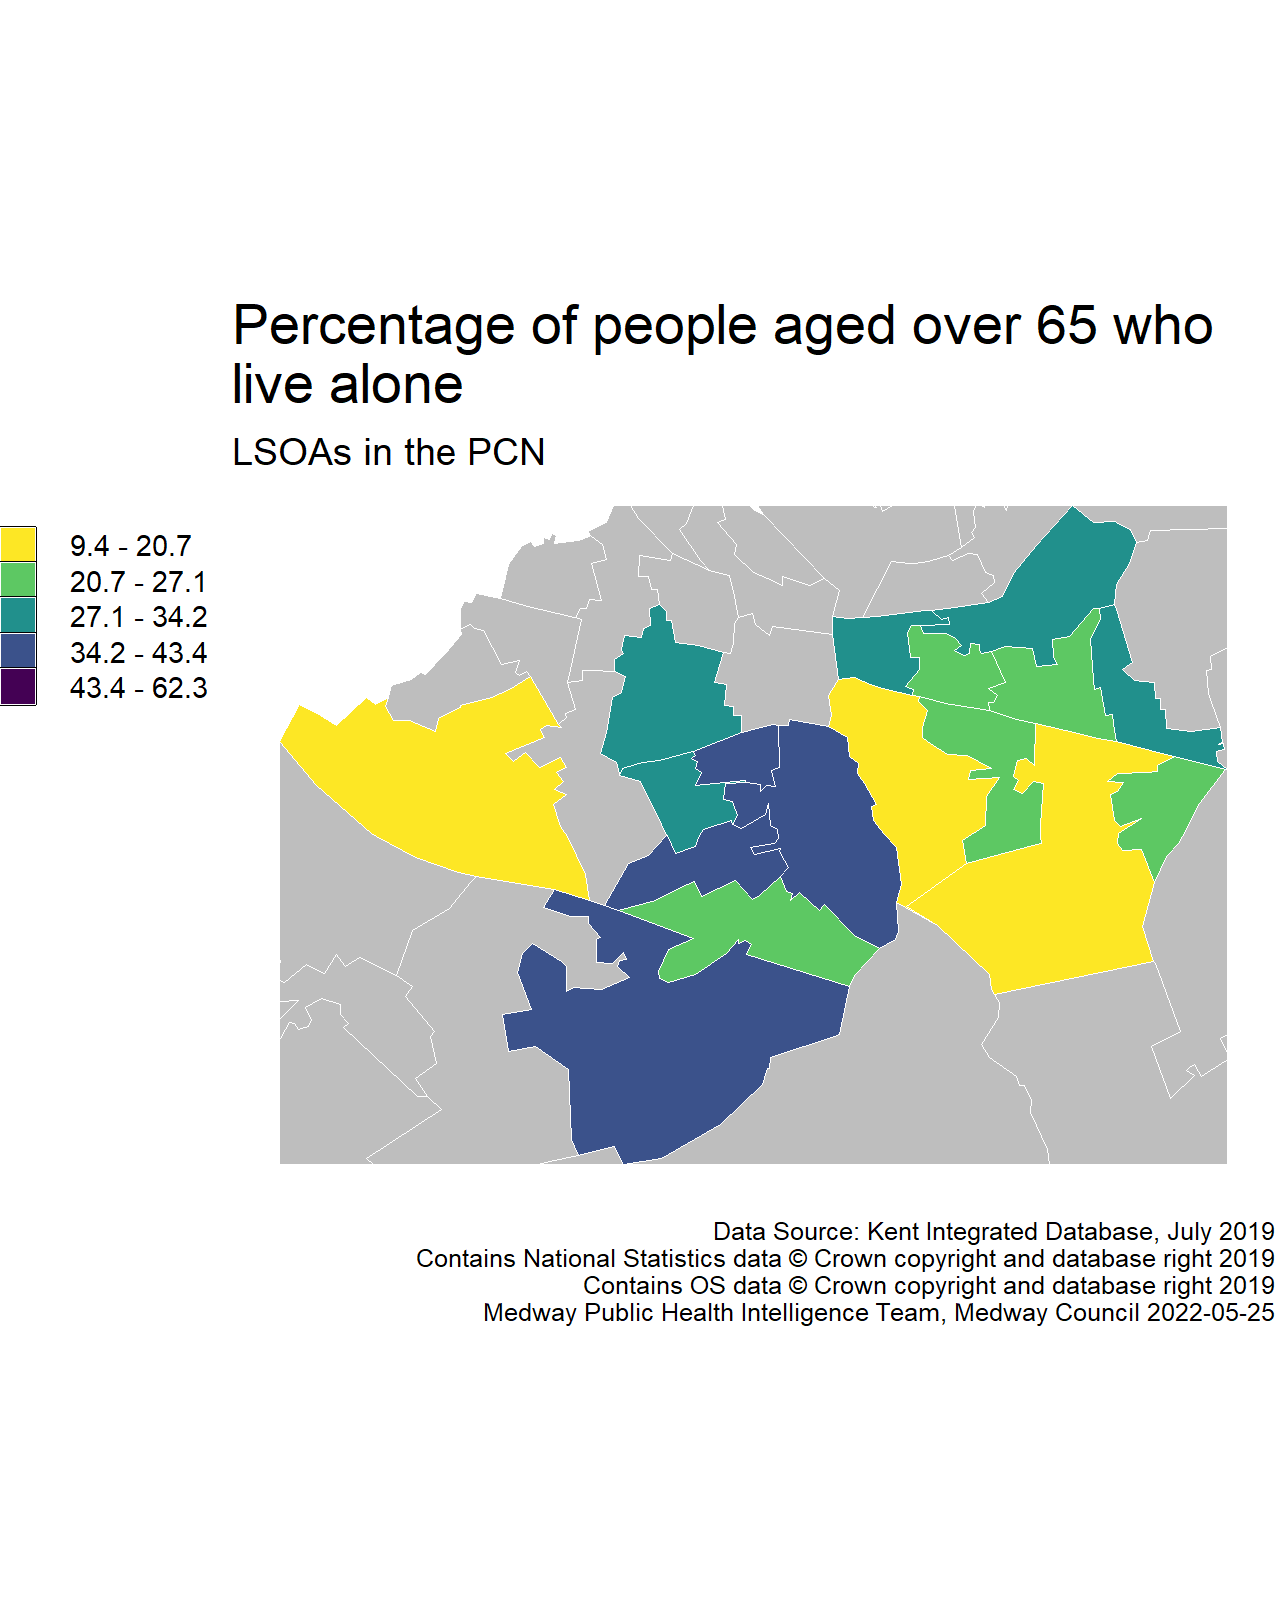 Percentage of people aged over 65 who
live alone
LSOAs in the PCN
9.4 - 20.7
20.7 - 27.1
27.1 - 34.2
34.2 - 43.4
43.4 - 62.3
Data Source: Kent Integrated Database, July 2019
Contains National Statistics data © Crown copyright and database right 2019
Contains OS data © Crown copyright and database right 2019
Medway Public Health Intelligence Team, Medway Council 2022-05-25